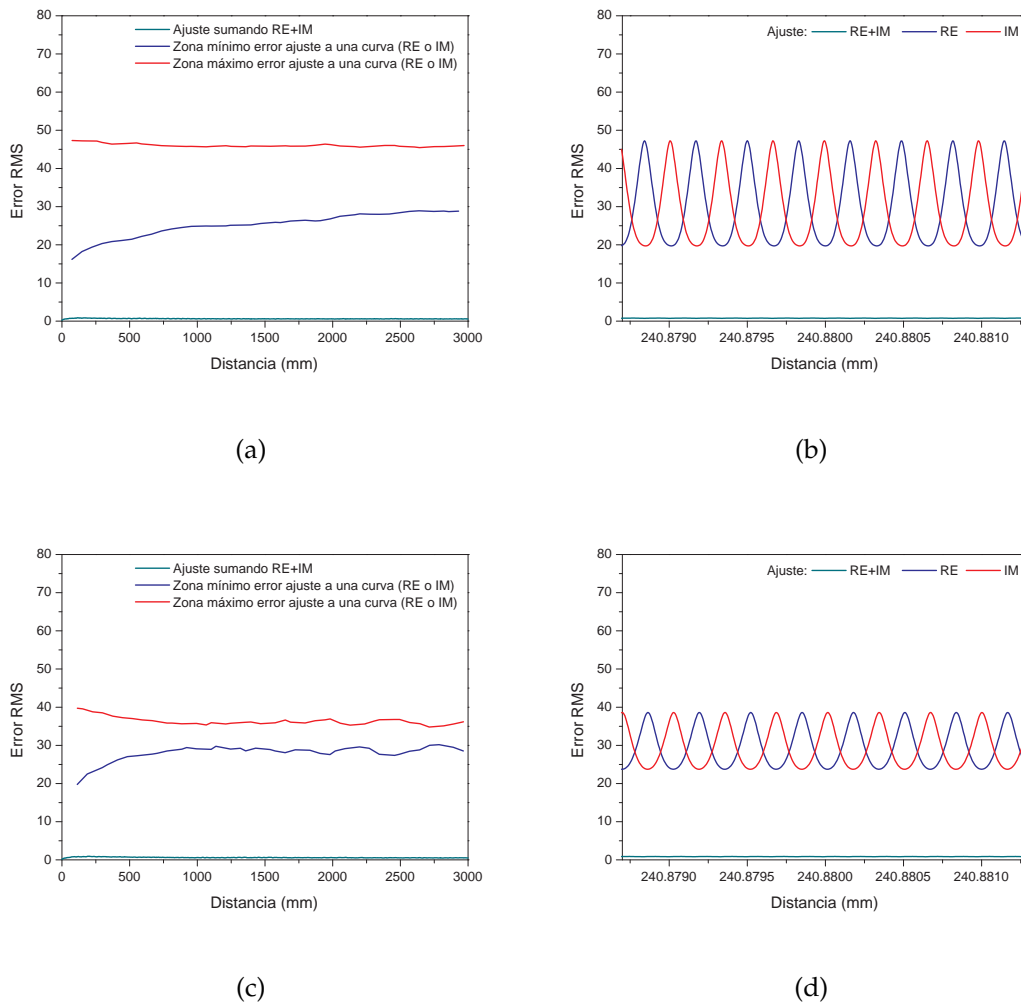 Ajuste sumando RE+IM
Zona mínimo error ajuste a una curva (RE o IM)
Zona máximo error ajuste a una curva (RE o IM)
80
70
60
50
40
30
20
10
0
Error RMS
0 500 1000 1500 2000 2500 3000
Distancia (mm)
(a)
Ajuste: RE+IM RE IM
80
70
60
50
40
30
20
10
0
Error RMS
240.8790 240.8795 240.8800 240.8805 240.8810
Distancia (mm)
(b)
Ajuste sumando RE+IM
Zona mínimo error ajuste a una curva (RE o IM)
Zona máximo error ajuste a una curva (RE o IM)
80
70
60
50
40
30
20
10
0
Error RMS
0 500 1000 1500 2000 2500 3000
Distancia (mm)
(c)
Ajuste: RE+IM RE IM
80
70
60
50
40
30
20
10
0
Error RMS
240.8790 240.8795 240.8800 240.8805 240.8810
Distancia (mm)
(d)